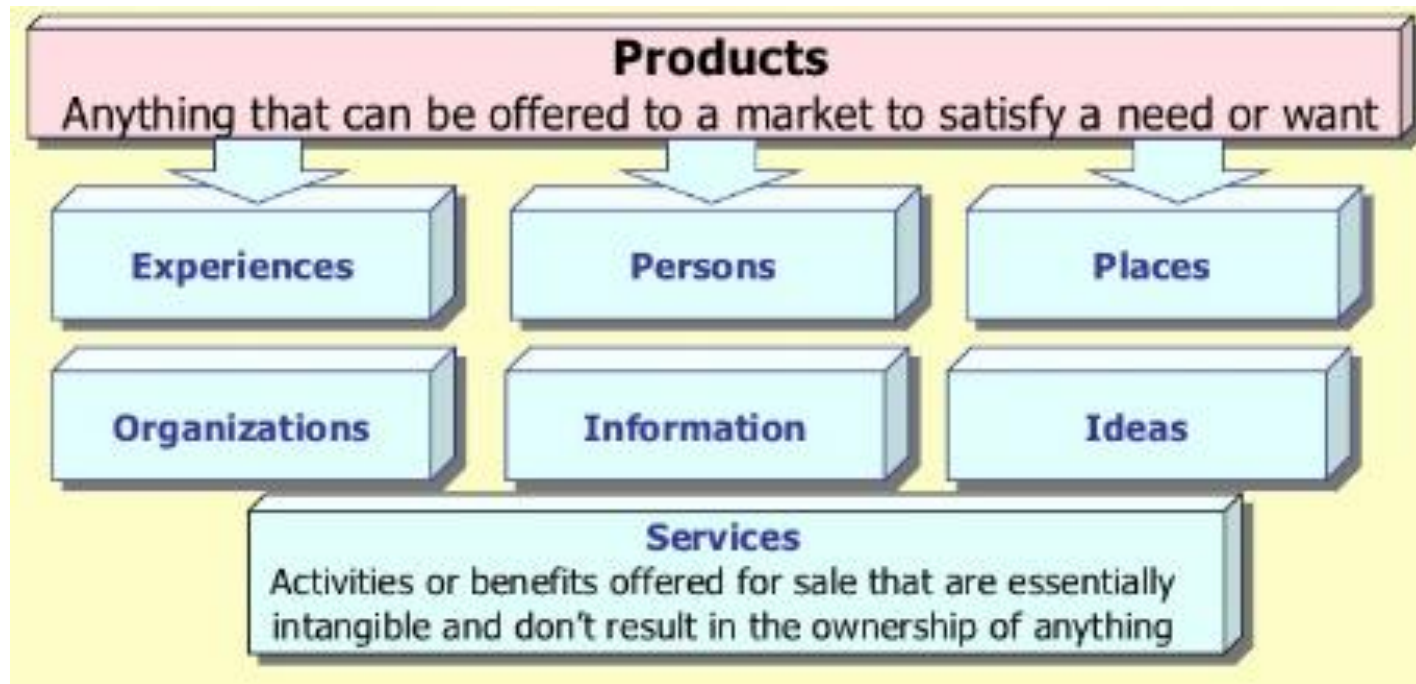 Products
Anything that can be offered to a market to satisfy a need or want
Experiences
Persons
Places
Organizations
Information
Ideas
Services
Activities or benefits offered for sale that are essentially
intangible and don't result in the ownership of anything